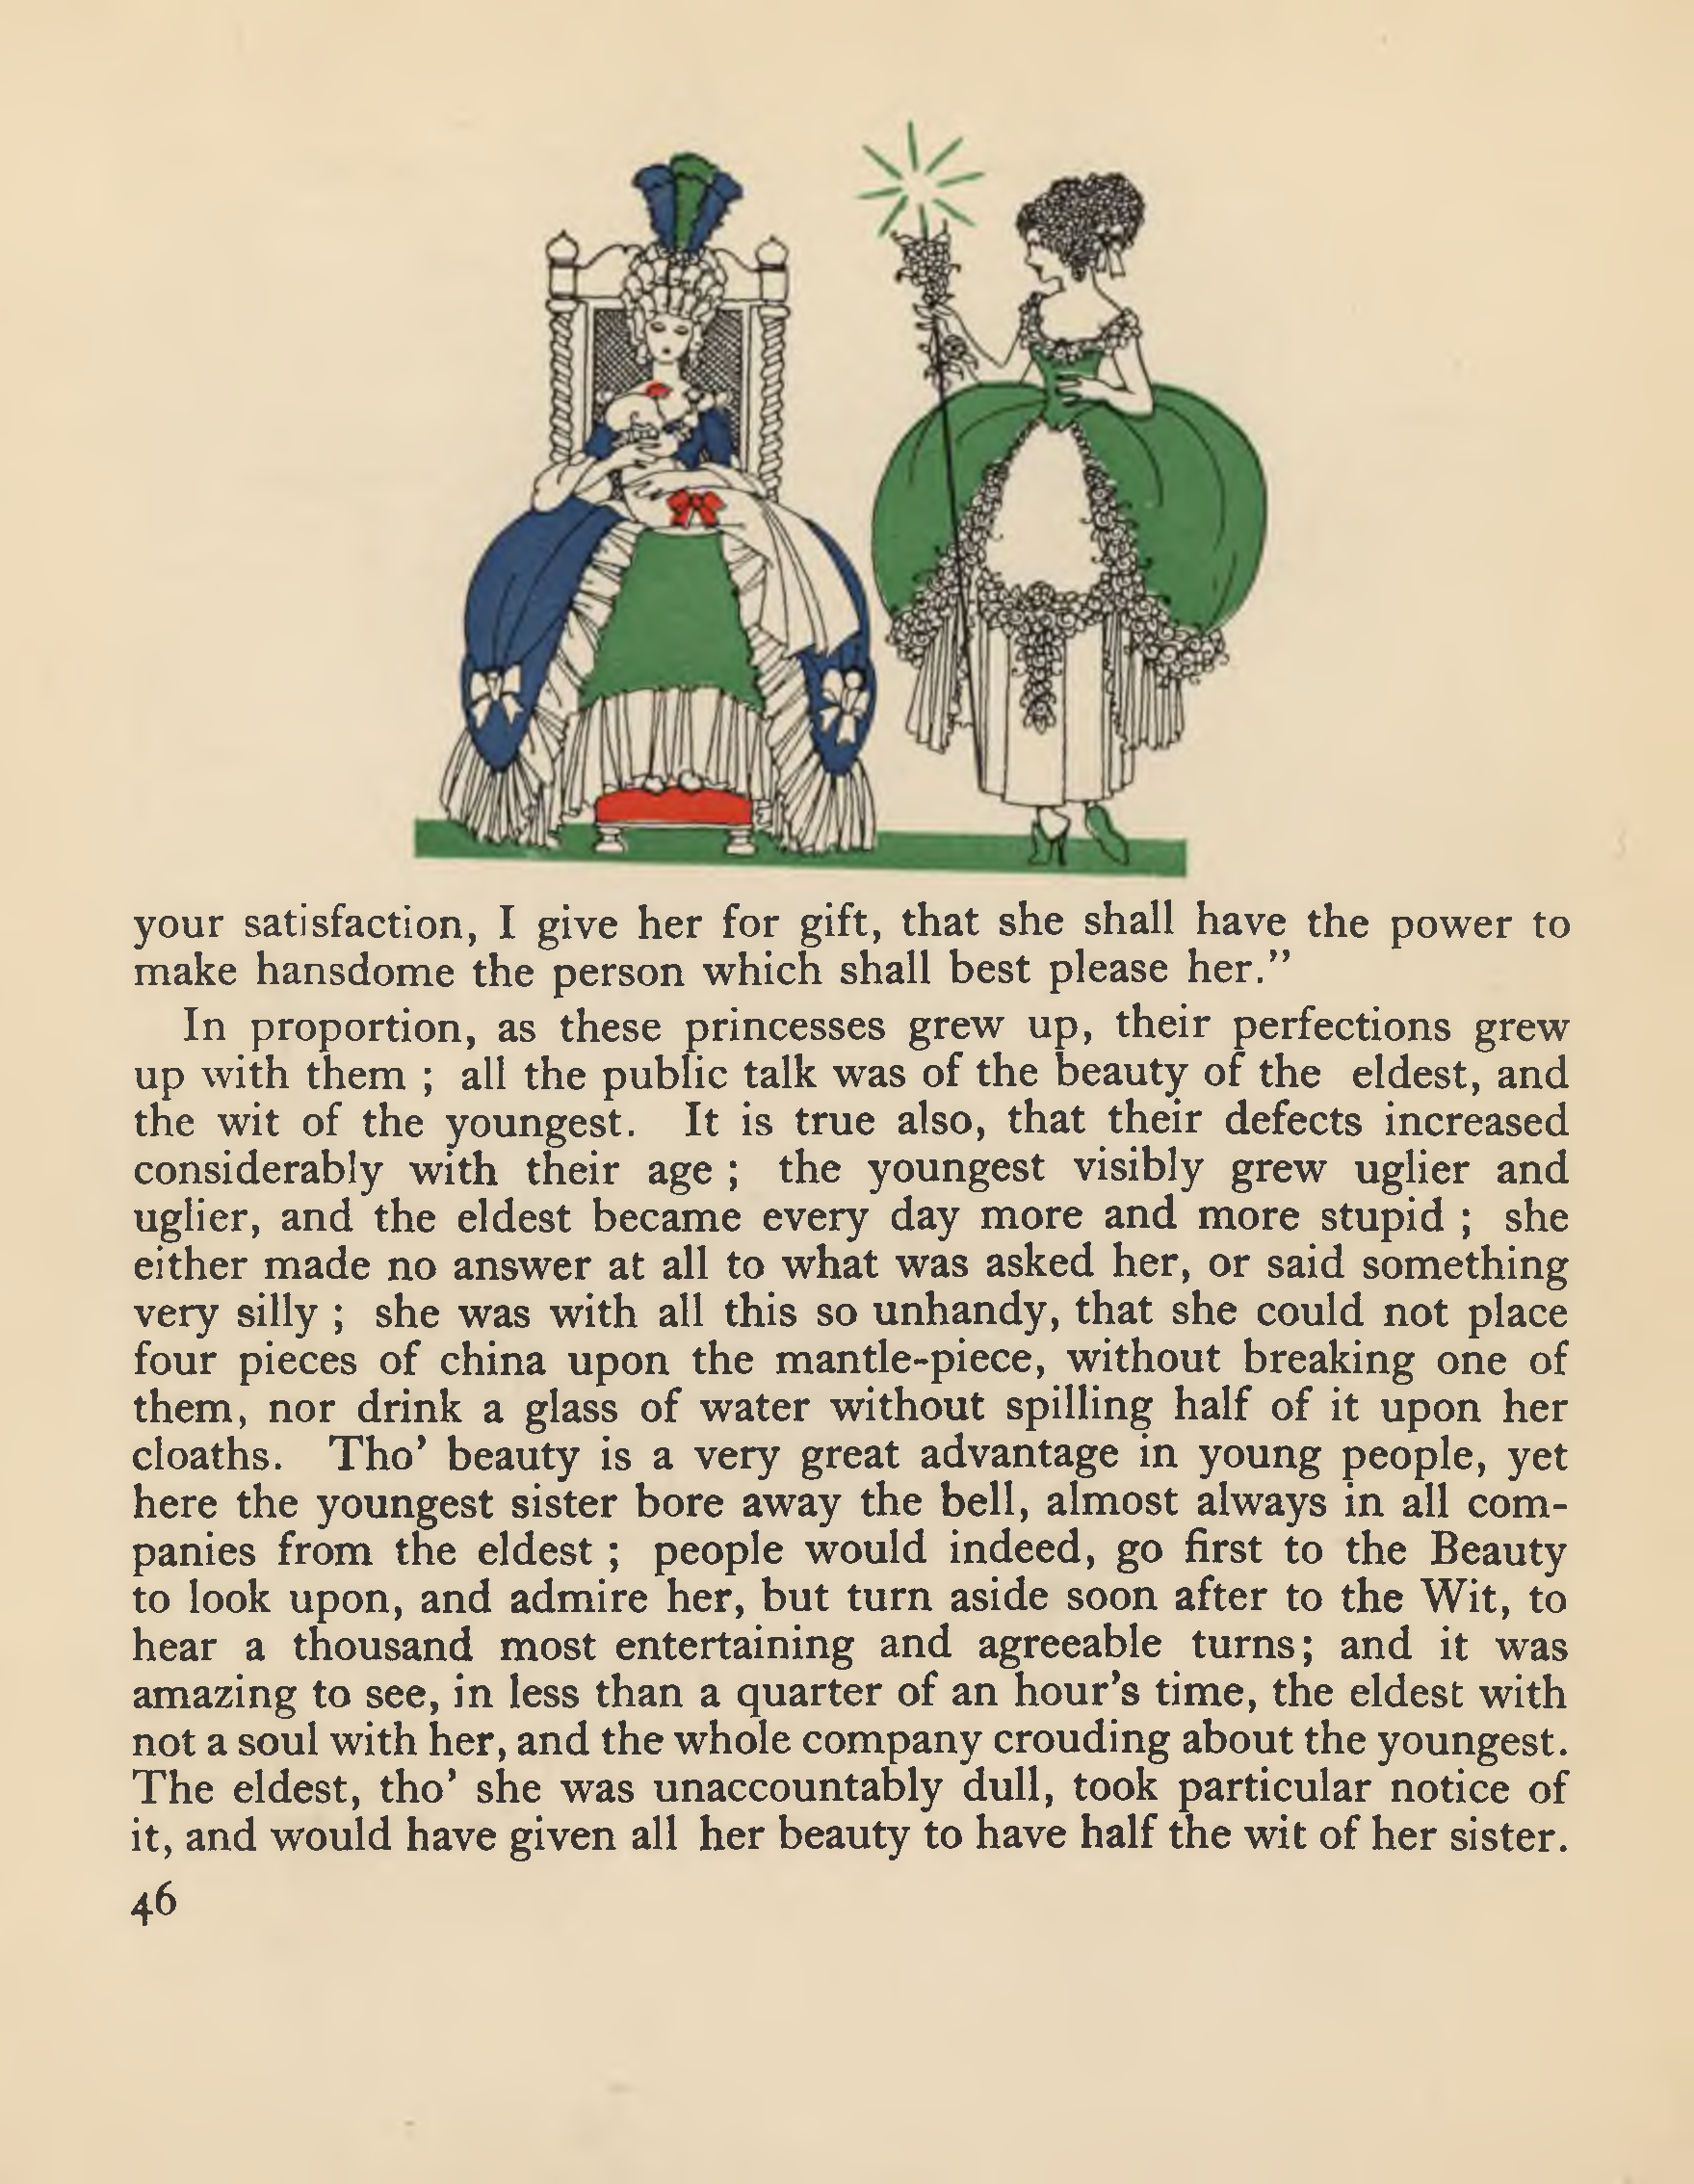 your satisfaction, I give her for gift, that she shall have the power to
make hansdome the person which shall best please her.”
In proportion, as these princesses grew up, their perfections grew
up with them ; all the public talk was of the beauty of the eldest, and
the wit of the youngest. It is true also, that their defects increased
considerably with their age ; the youngest visibly grew uglier and
uglier, and the eldest became every day more and more stupid ; she
either made no answer at all to what was asked her, or said something
very silly ; she was with all this so unhandy, that she could not place
four pieces of china upon the mantle-piece, without breaking one of
them, nor drink a glass of water without spilling half of it upon her
cloaths. Tho’ beauty is a very great advantage in young people, yet
here the youngest sister bore away the bell, almost always in all com-
panies from the eldest ; people would indeed, go first to the Beauty
to look upon, and admire her, but turn aside soon after to the Wit, to
hear a thousand most entertaining and agreeable turns; and it was
amazing to see, in less than a quarter of an hour’s time, the eldest with
not a soul with her, and the whole company crouding about the youngest.
The eldest, tho’ she was unaccountably dull, took particular notice of
it, and would have given all her beauty to have half the wit of her sister.
46